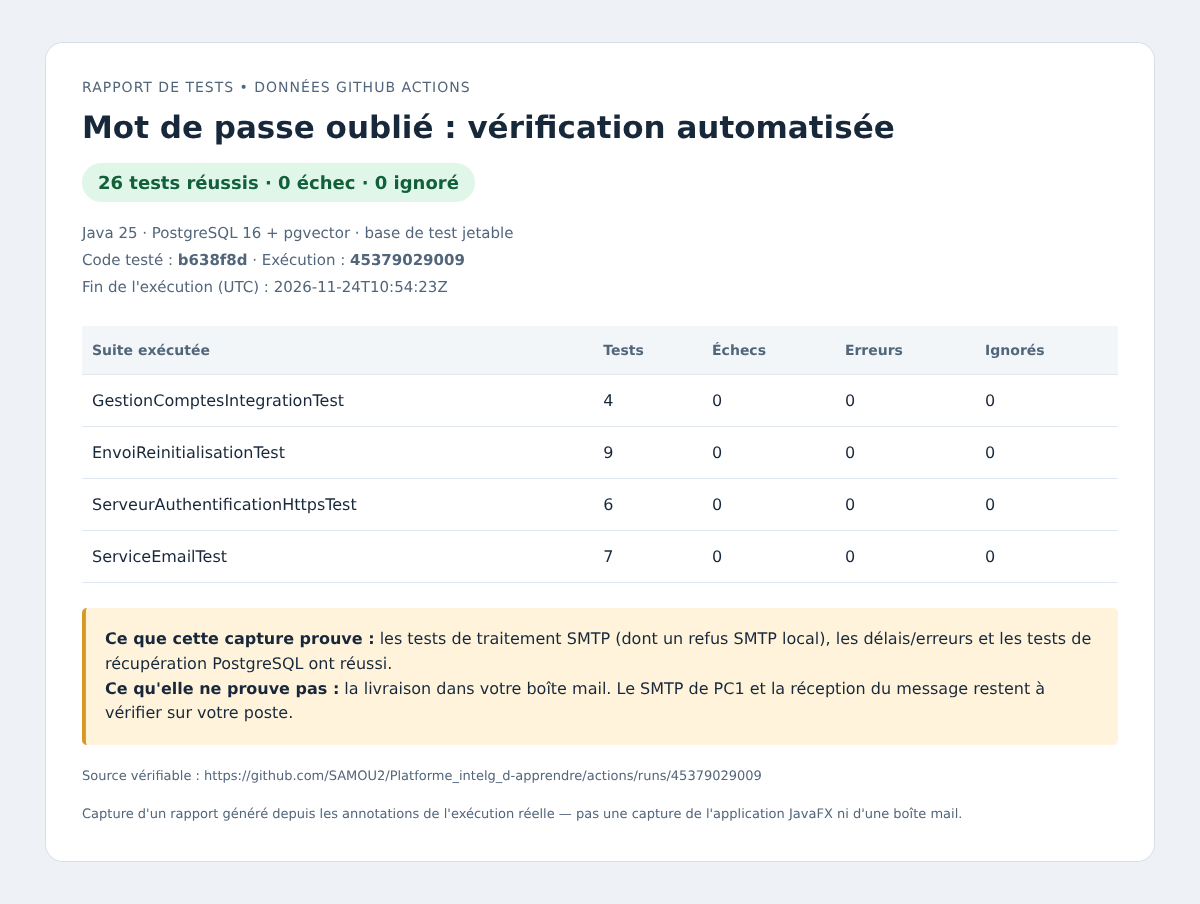 RAPPORT DE TESTS • DONNÉES GITHUB ACTIONS
Mot de passe oublié : vérification automatisée
26 tests réussis · 0 échec · 0 ignoré
Java 25 · PostgreSQL 16 + pgvector · base de test jetable
Code testé : b638f8d · Exécution : 45379029009
Fin de l'exécution (UTC) : 2026-11-24T10:54:23Z
Suite exécutée Tests Échecs Erreurs Ignorés
GestionComptesIntegrationTest 4 0 0 0
EnvoiReinitialisationTest 9 0 0 0
ServeurAuthentificationHttpsTest 6 0 0 0
ServiceEmailTest 7 0 0 0
Ce que cette capture prouve : les tests de traitement SMTP (dont un refus SMTP local), les délais/erreurs et les tests de
récupération PostgreSQL ont réussi.
Ce qu'elle ne prouve pas : la livraison dans votre boîte mail. Le SMTP de PC1 et la réception du message restent à
vérifier sur votre poste.
Source vérifiable : https://github.com/SAMOU2/Platforme_intelg_d-apprendre/actions/runs/45379029009
Capture d'un rapport généré depuis les annotations de l'exécution réelle — pas une capture de l'application JavaFX ni d'une boîte mail.